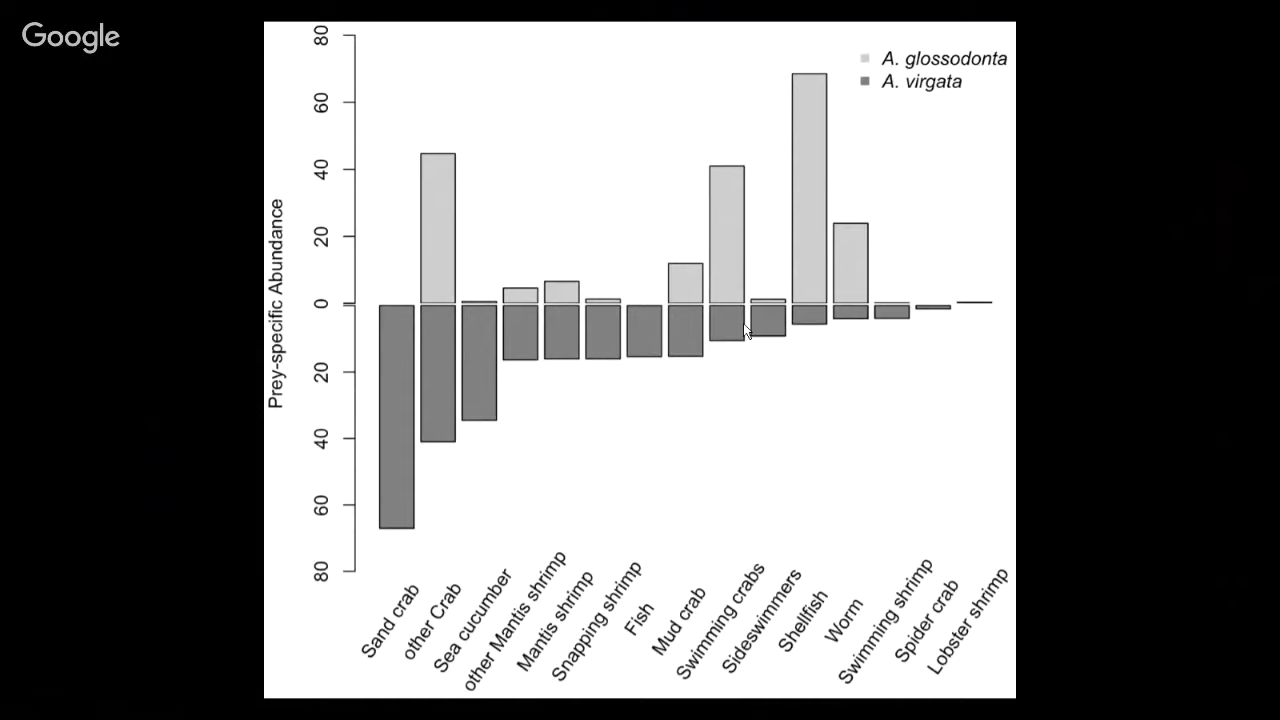 Google
80
60
40
20
0
20
40
60
80
Prey-specific Abundance
A. glossodonta
A. virgata
Sand crab
other Crab
Sea cucumber
other Mantis shrimp
Mantis shrimp
Snapping shrimp
Fish
Mud crab
Swimming crabs
Sideswimmers
Shellfish
Worm
Swimming shrimp
Spider crab
Lobster shrimp